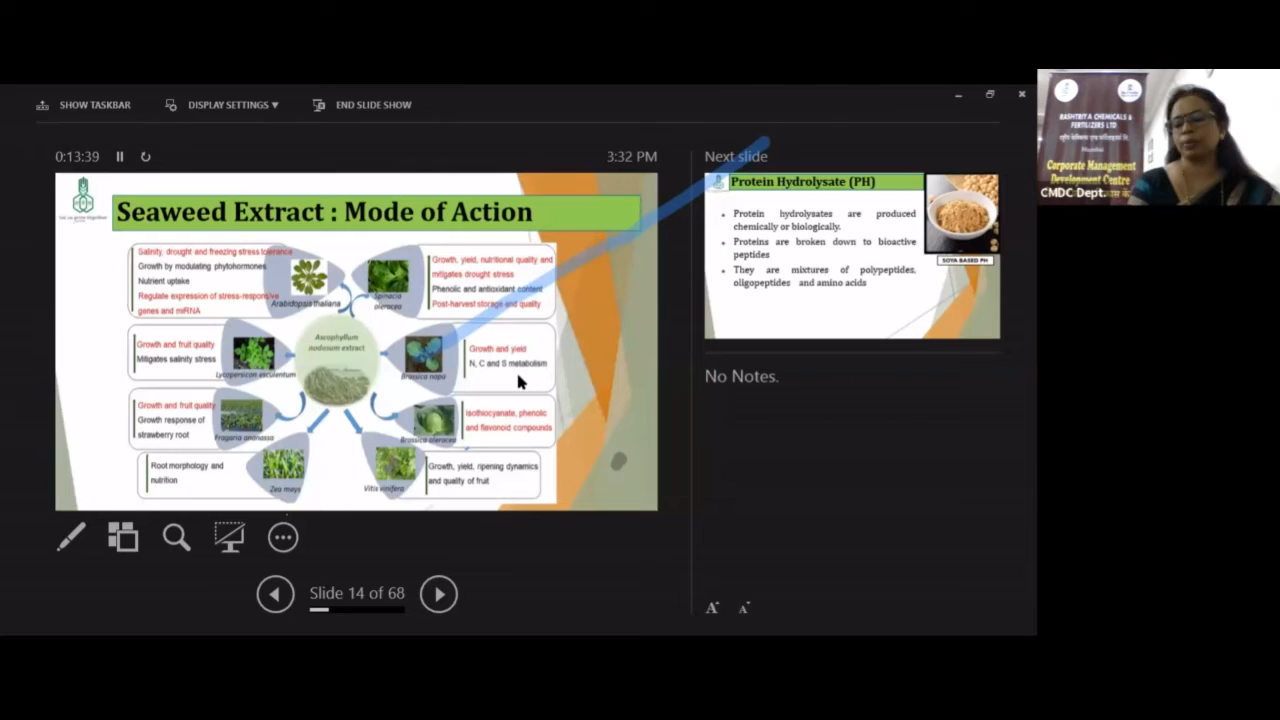 SHOW TASKBAR
DISPLAY SETTINGS ▼
END SLIDE SHOW
0:13:39
3:32 PM
Seaweed Extract : Mode of Action
Salinity, drought and freezing stress tolerance
Growth by modulating phytohormones
Nutrient uptake
Regulate expression of stress-responsive
genes and miRNA
Arabidopsis thaliana
Spinacia
oleracea
Growth, yield, nutritional quality and
mitigates drought stress
Phenolic and antioxidant content
Post-harvest storage and quality
Ascophyllum
nodosum extract
Growth and fruit quality
Mitigates salinity stress
Lycopersicon esculentum
Brassica napa
Growth and yield
N, C and S metabolism
Growth and fruit quality
Growth response of
strawberry root
Fragaria ananassa
Brassica oleracea
Isothiocyanate, phenolic
and flavonoid compounds
Root morphology and
nutrition
Zea mays
Vitis vinifera
Growth, yield, ripening dynamics
and quality of fruit
Slide 14 of 68
Next slide
Protein Hydrolysate (PH)
• Protein hydrolysates are produced
chemically or biologically.
• Proteins are broken down to bioactive
peptides
• They are mixtures of polypeptides,
oligopeptides and amino acids
SOYA BASED PH
No Notes.
A A
RASHTRIYA CHEMICALS &
FERTILIZERS LTD
Mumbai
Corporate Management
Development Centre
CMDC Dept.